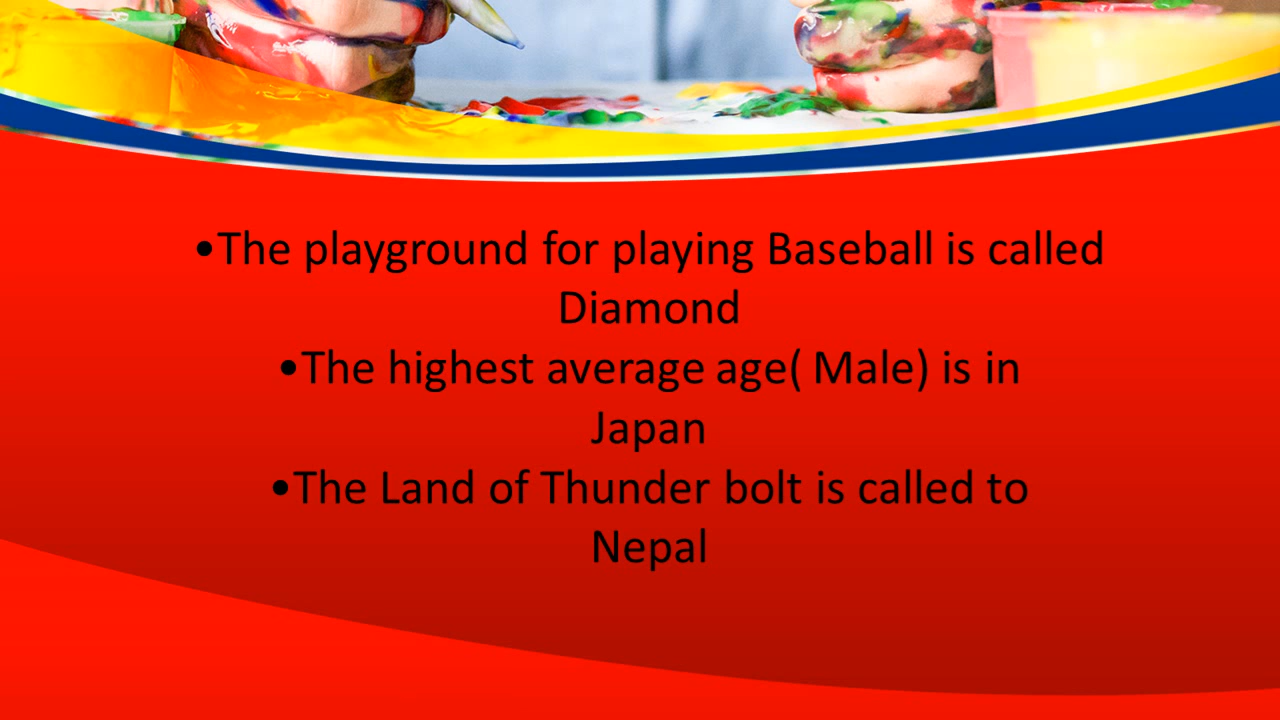 •The playground for playing Baseball is called
Diamond
•The highest average age( Male) is in
Japan
•The Land of Thunder bolt is called to
Nepal